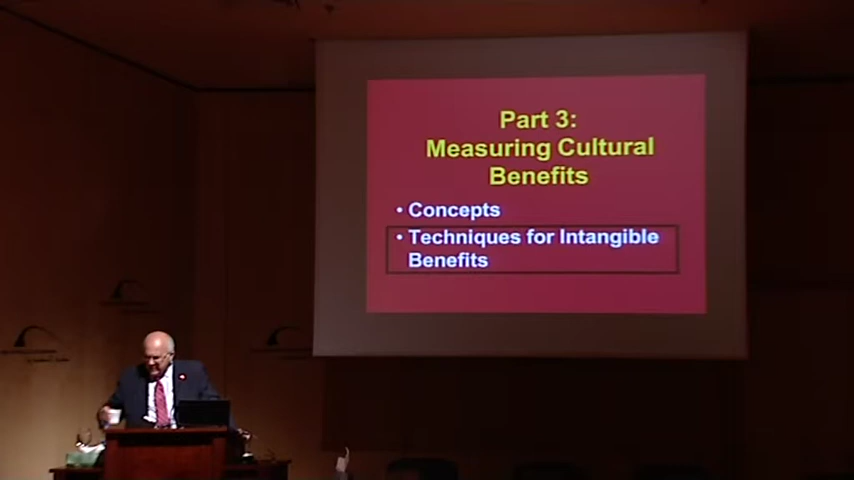 Part 3:
Measuring Cultural
Benefits
• Concepts
• Techniques for Intangible
Benefits